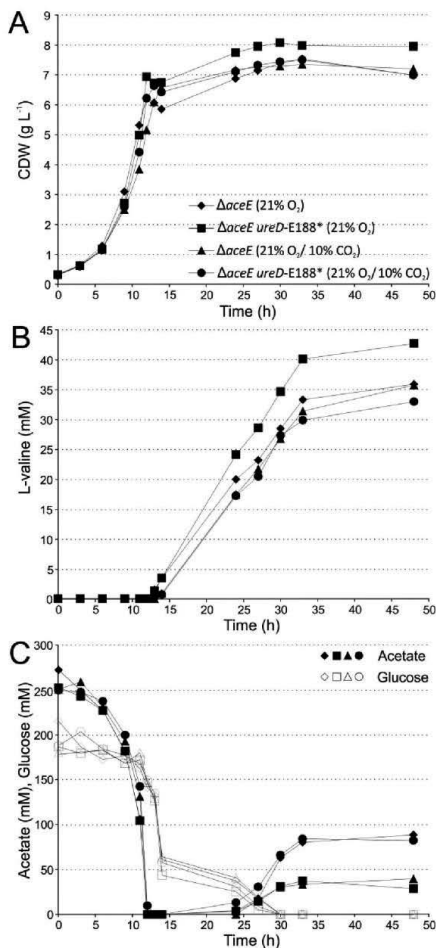 A
CDW (g L⁻¹)
9
8
7
6
5
4
3
2
1
0
ΔaceE (21% O₂)
ΔaceE ureD-E188* (21% O₂)
ΔaceE (21% O₂/ 10% CO₂)
ΔaceE ureD-E188* (21% O₂/ 10% CO₂)
0 5 10 15 20 25 30 35 40 45 50
Time (h)
B
L-valine (mM)
45
40
35
30
25
20
15
10
5
0
0 5 10 15 20 25 30 35 40 45 50
Time (h)
C
Acetate (mM), Glucose (mM)
300
250
200
150
100
50
0
Acetate
Glucose
0 5 10 15 20 25 30 35 40 45 50
Time (h)